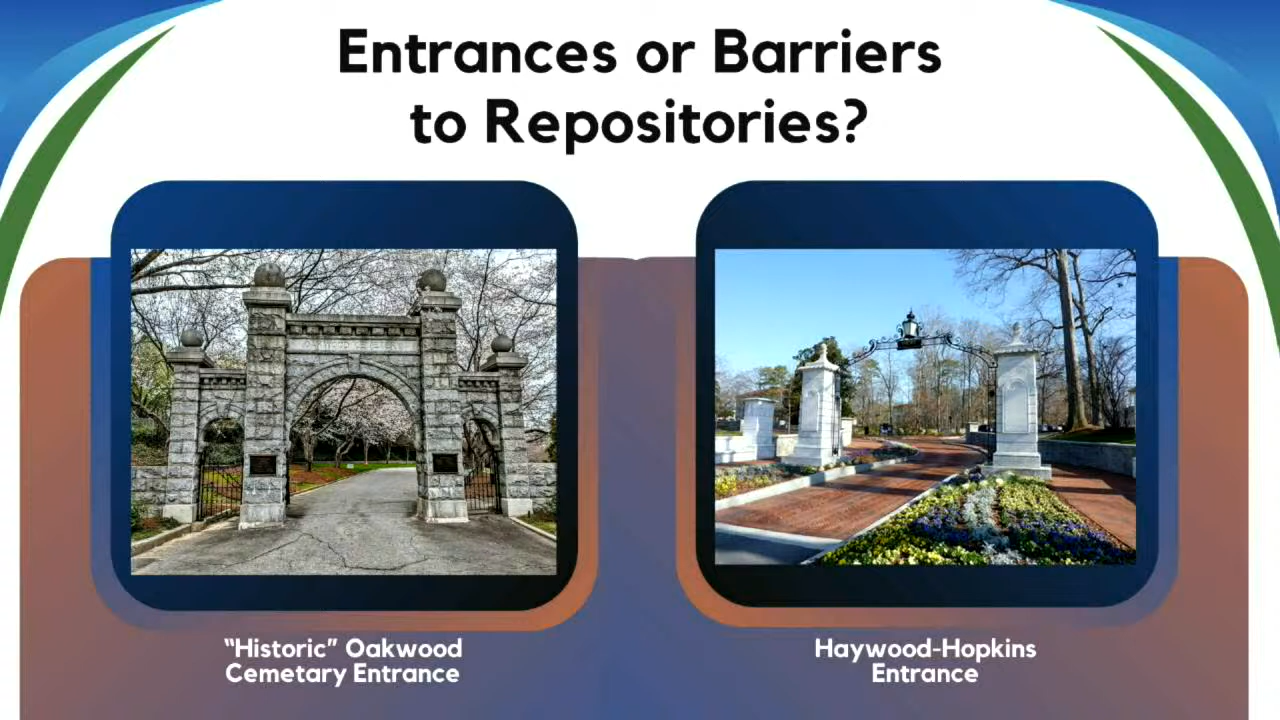 Entrances or Barriers
to Repositories?
“Historic” Oakwood
Cemetary Entrance
Haywood-Hopkins
Entrance